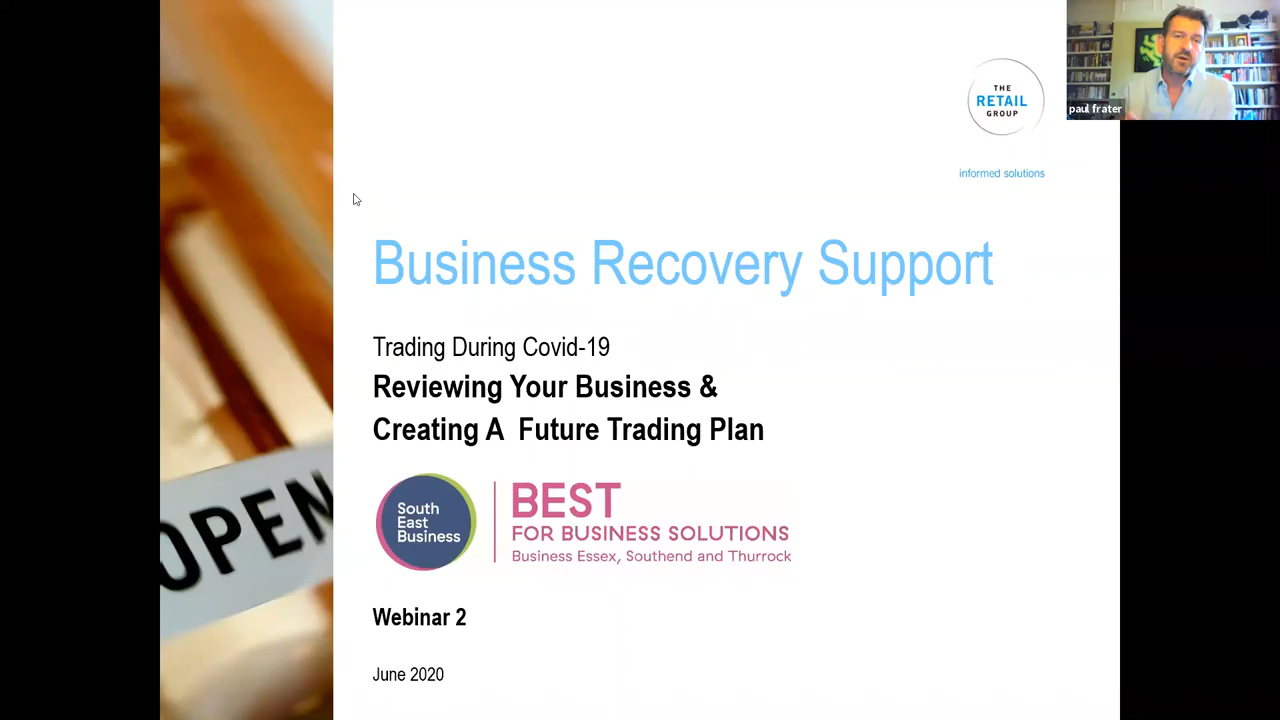 THE
RETAIL
GROUP
informed solutions
paul frater
Business Recovery Support
Trading During Covid-19
Reviewing Your Business &
Creating A Future Trading Plan
South
East
Business
BEST
FOR BUSINESS SOLUTIONS
Business Essex, Southend and Thurrock
OPEN
Webinar 2
June 2020